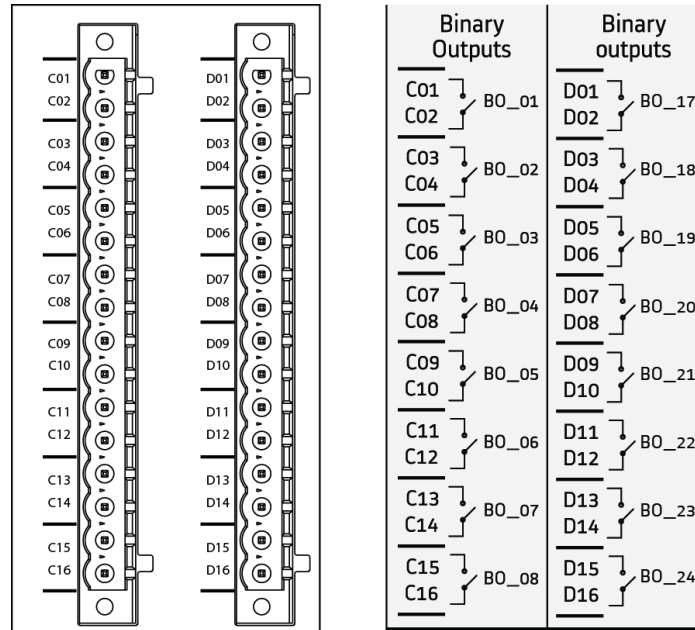 C01
C02
C03
C04
C05
C06
C07
C08
C09
C10
C11
C12
C13
C14
C15
C16
D01
D02
D03
D04
D05
D06
D07
D08
D09
D10
D11
D12
D13
D14
D15
D16
Binary
Outputs
C01
C02
BO_01
C03
C04
BO_02
C05
C06
BO_03
C07
C08
BO_04
C09
C10
BO_05
C11
C12
BO_06
C13
C14
BO_07
C15
C16
BO_08
Binary
outputs
D01
D02
BO_17
D03
D04
BO_18
D05
D06
BO_19
D07
D08
BO_20
D09
D10
BO_21
D11
D12
BO_22
D13
D14
BO_23
D15
D16
BO_24